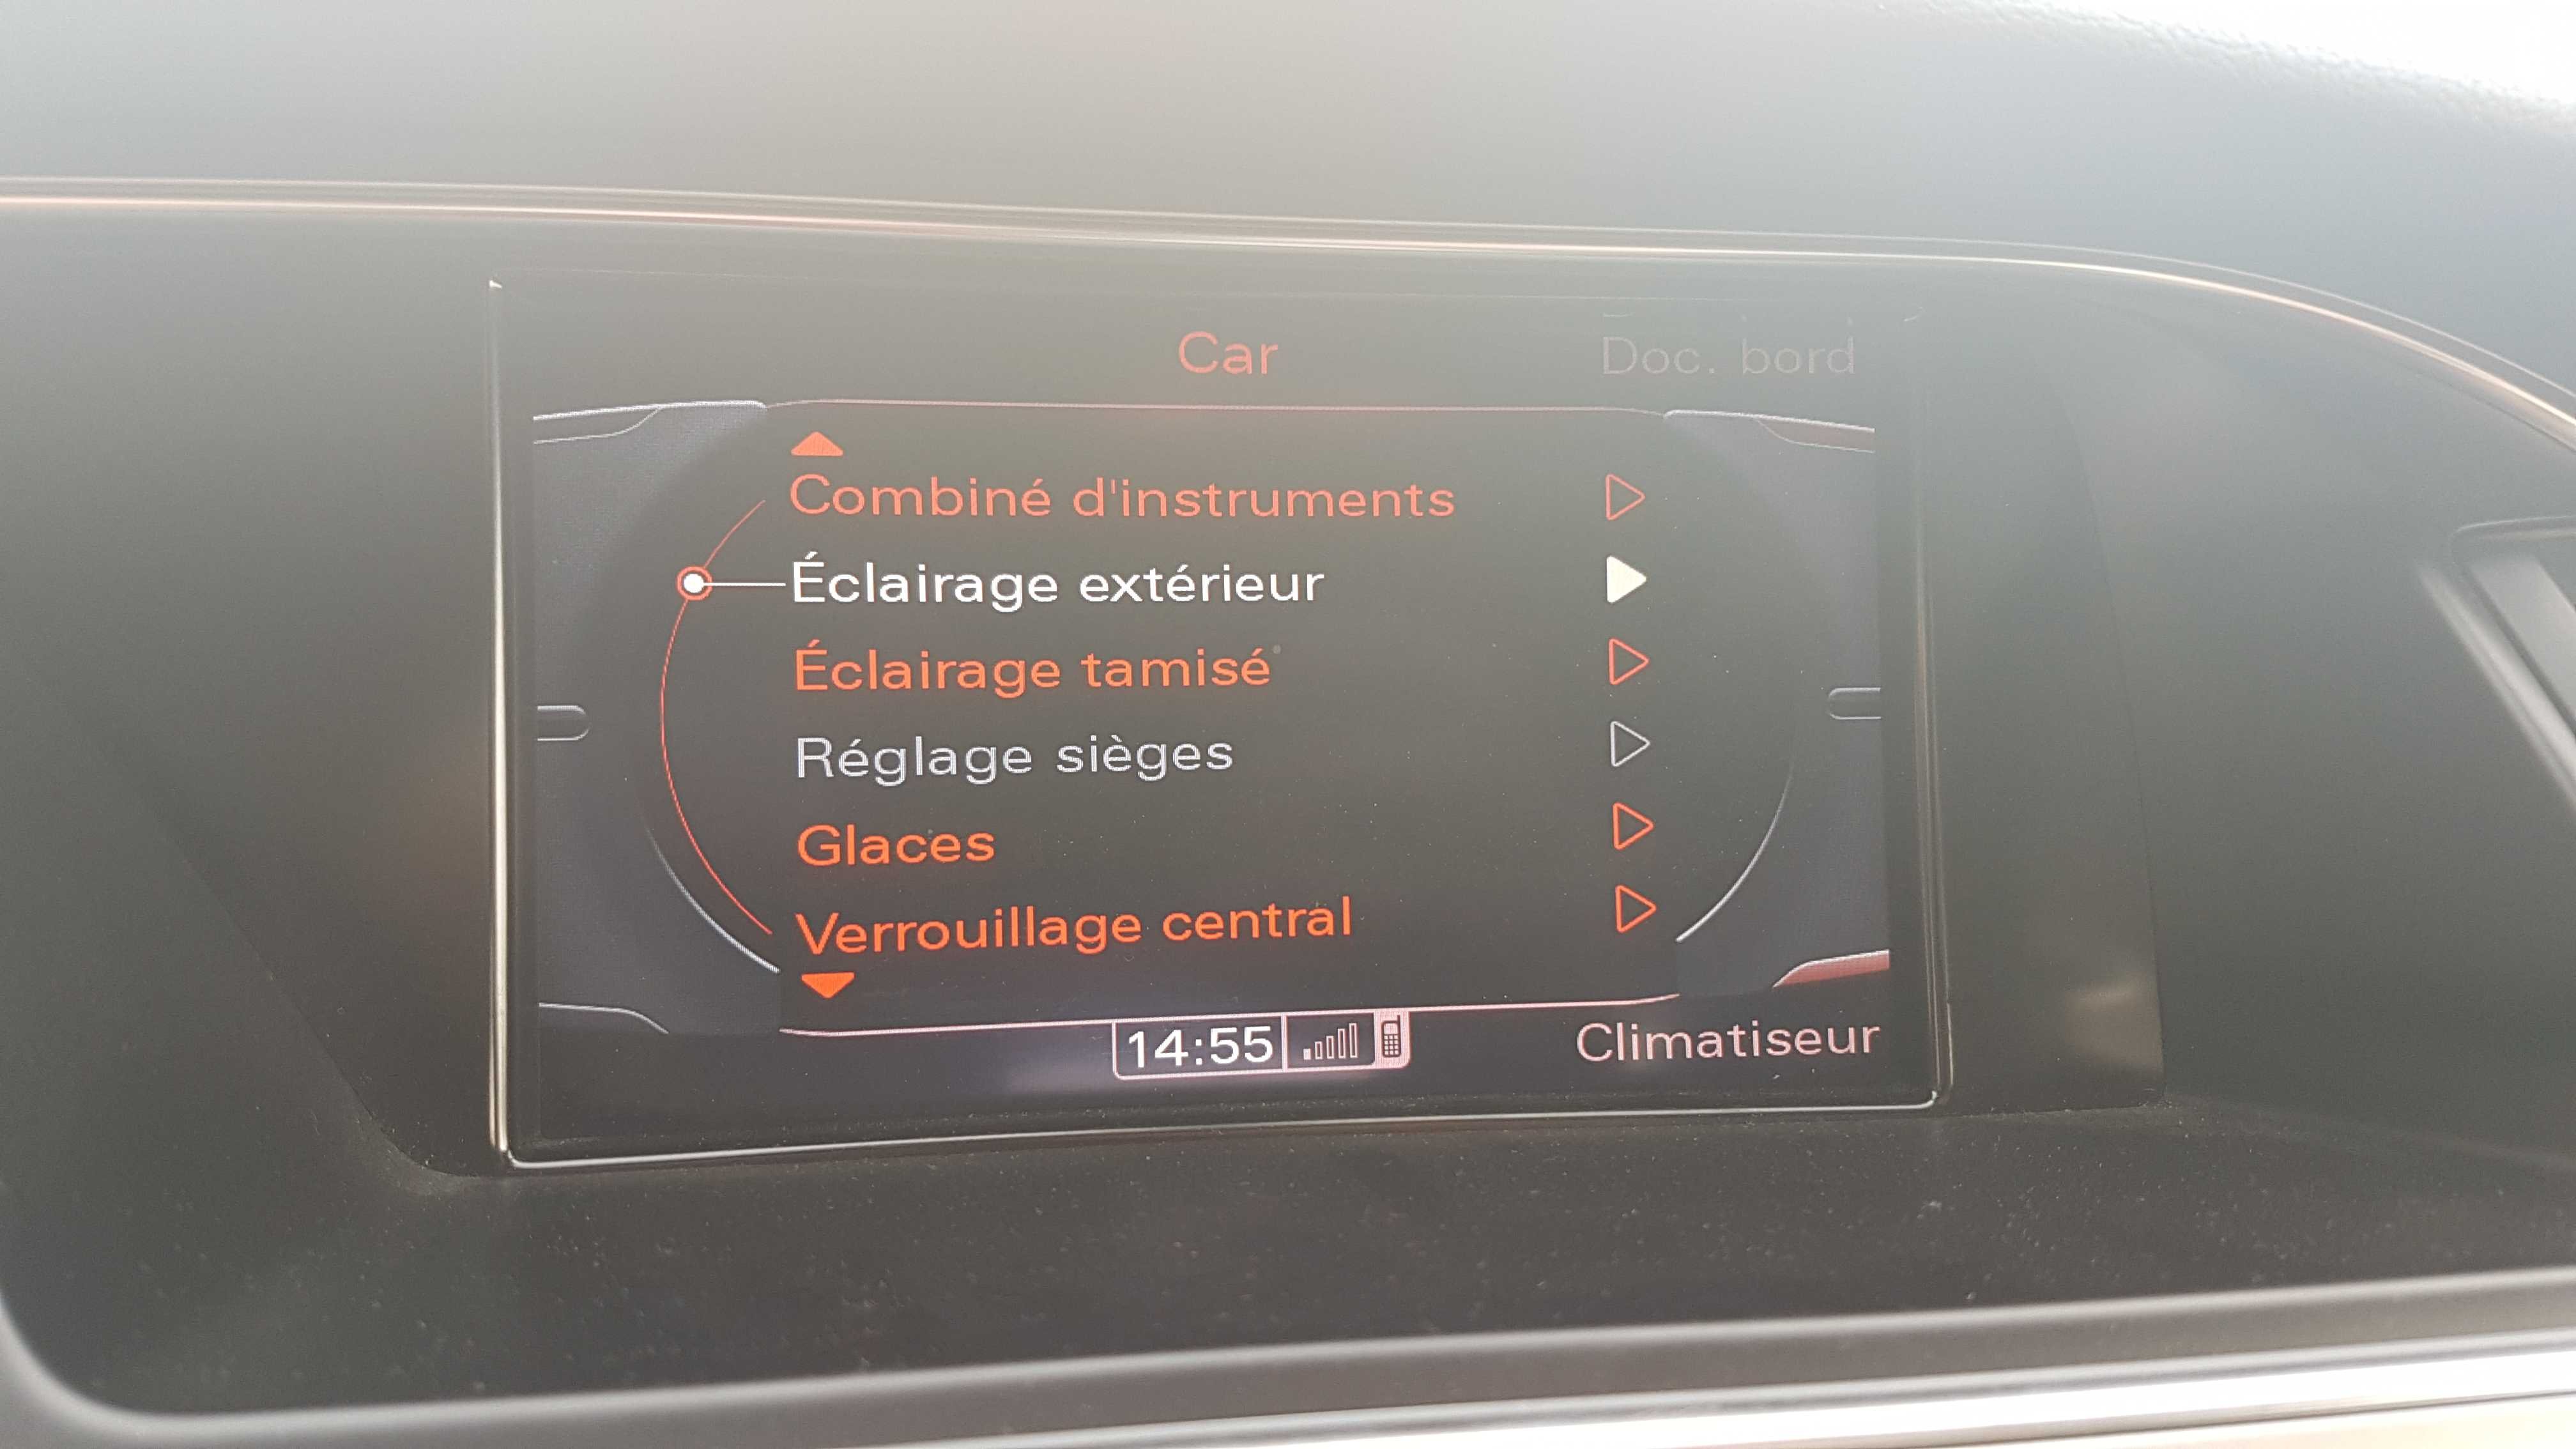 Car
Doc. bord
Combiné d'instruments
Éclairage extérieur
Éclairage tamisé
Réglage sièges
Glaces
Verrouillage central
14:55
Climatiseur